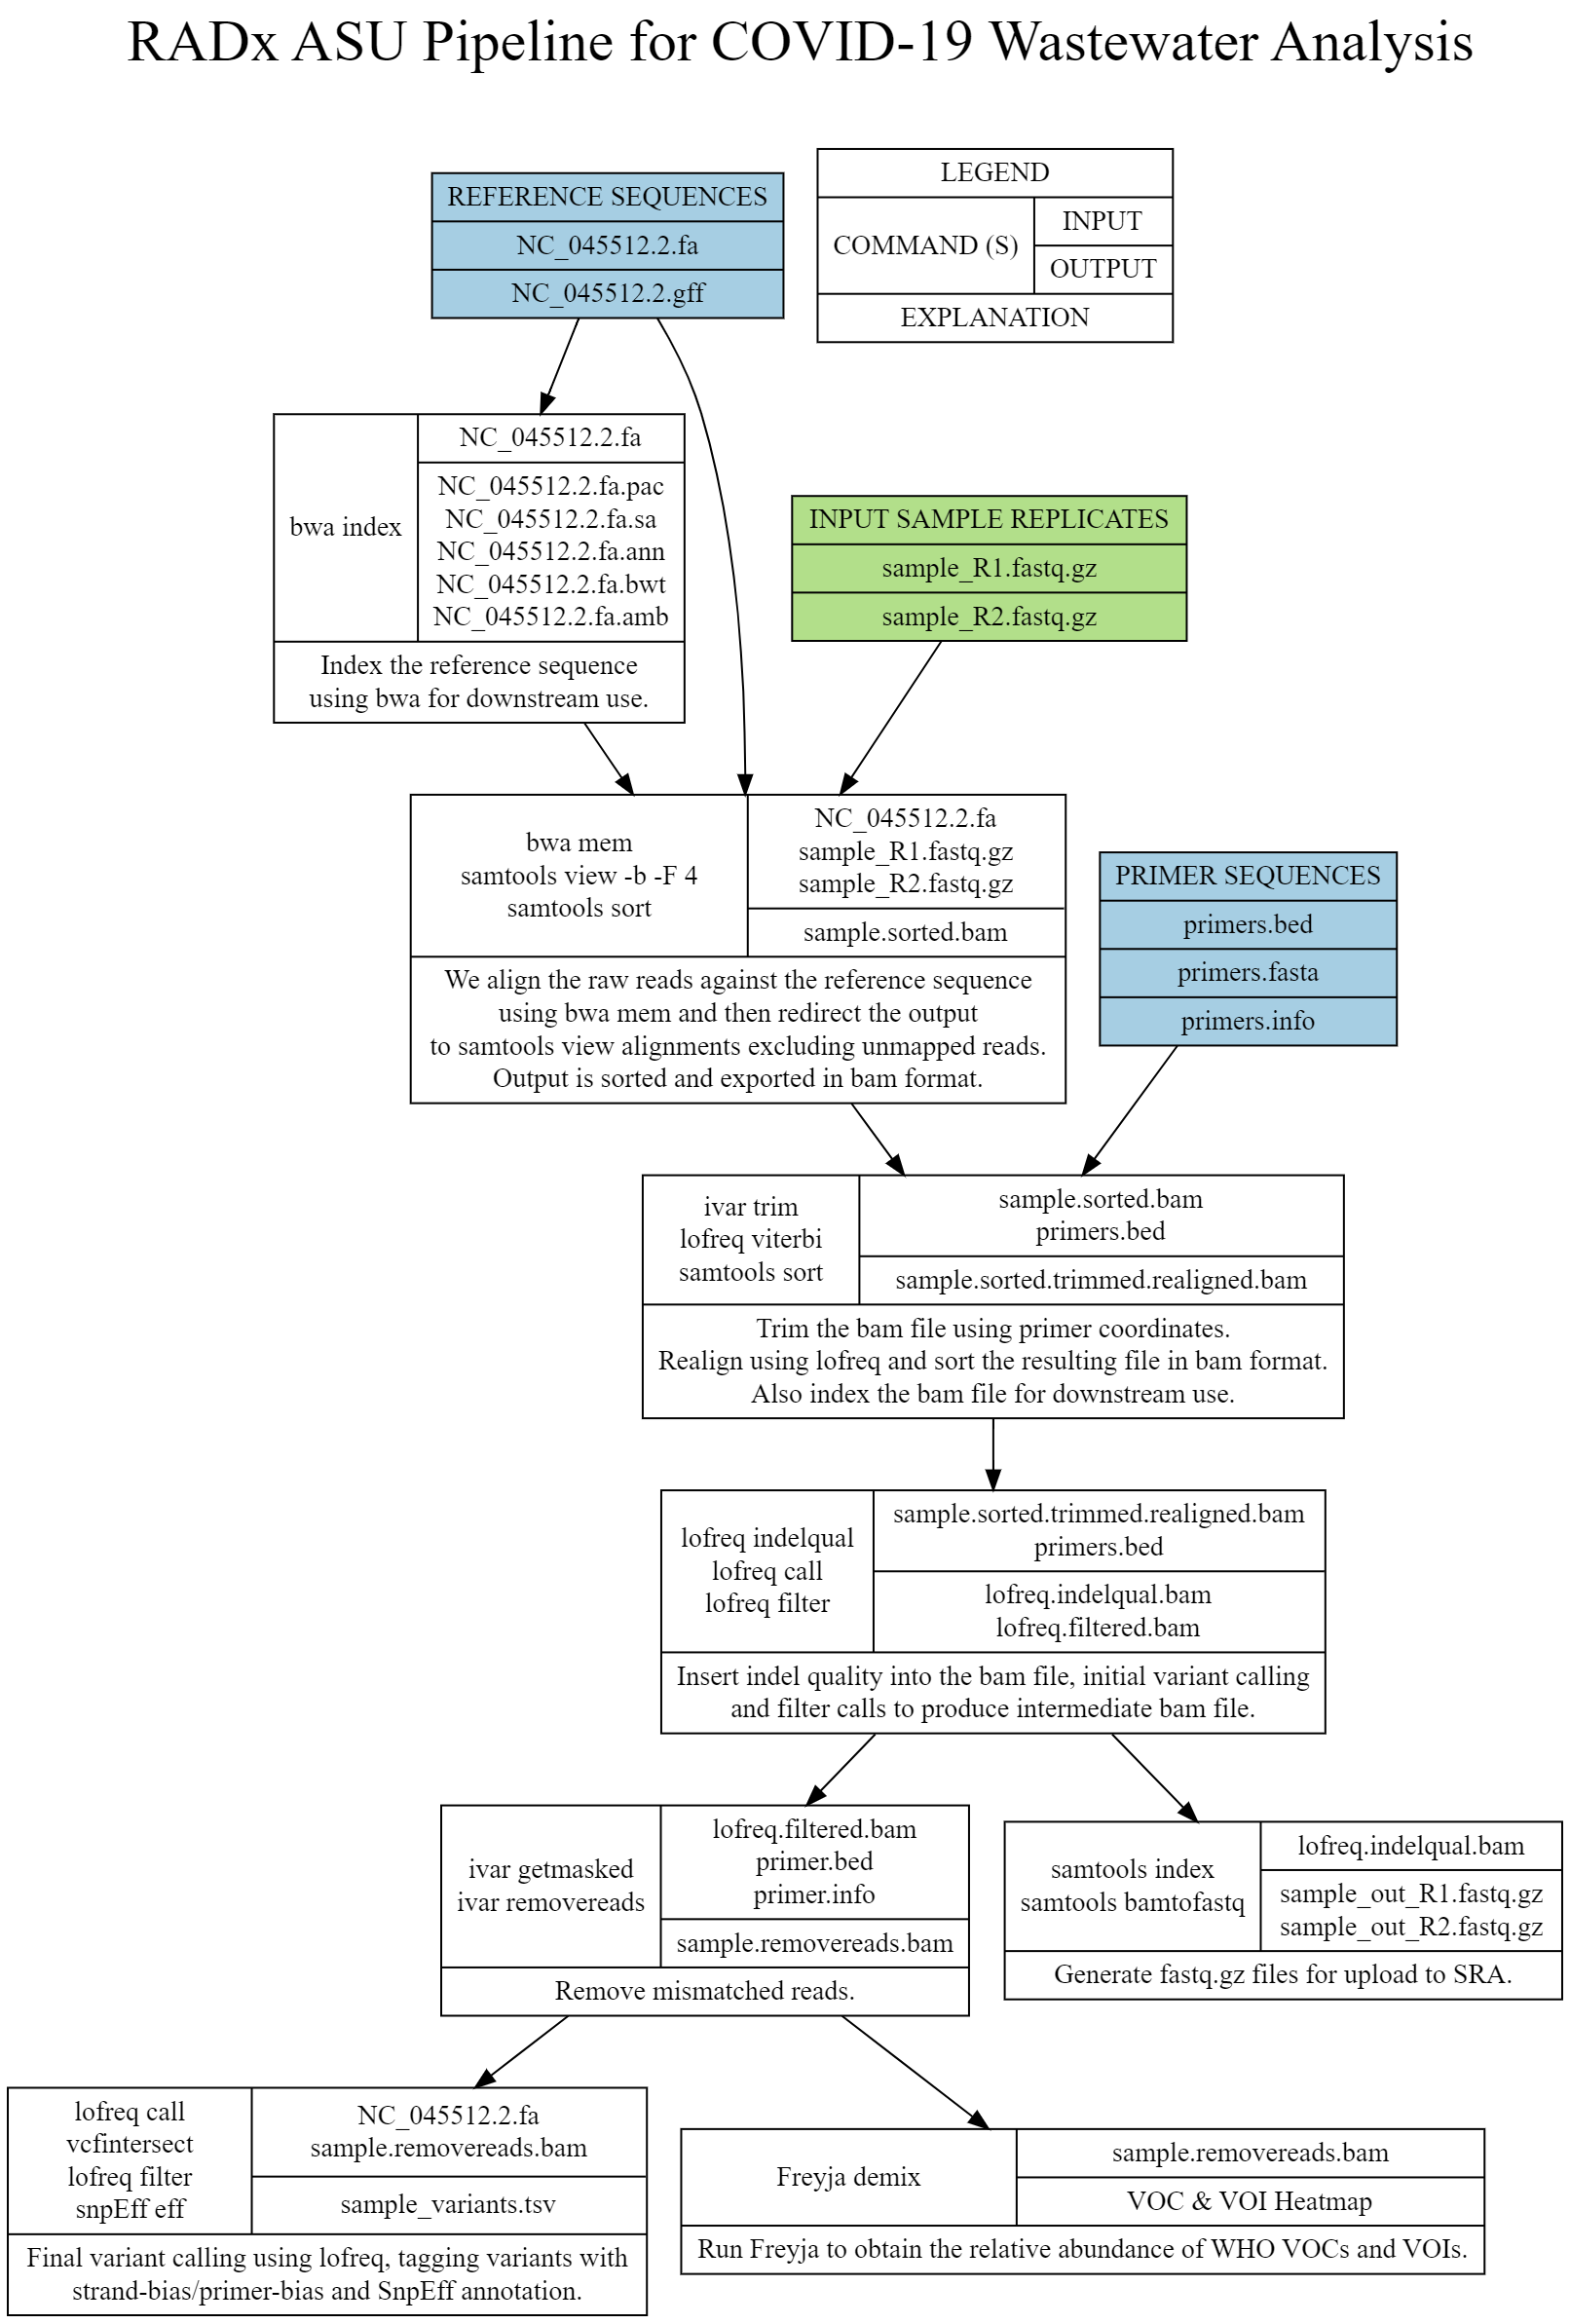 RADx ASU Pipeline for COVID-19 Wastewater Analysis
REFERENCE SEQUENCES
NC_045512.2.fa
NC_045512.2.gff
LEGEND
COMMAND (S)
INPUT
OUTPUT
EXPLANATION
bwa index
NC_045512.2.fa
NC_045512.2.fa.pac
NC_045512.2.fa.sa
NC_045512.2.fa.ann
NC_045512.2.fa.bwt
NC_045512.2.fa.amb
Index the reference sequence
using bwa for downstream use.
INPUT SAMPLE REPLICATES
sample_R1.fastq.gz
sample_R2.fastq.gz
bwa mem
samtools view -b -F 4
samtools sort
NC_045512.2.fa
sample_R1.fastq.gz
sample_R2.fastq.gz
sample.sorted.bam
We align the raw reads against the reference sequence
using bwa mem and then redirect the output
to samtools view alignments excluding unmapped reads.
Output is sorted and exported in bam format.
PRIMER SEQUENCES
primers.bed
primers.fasta
primers.info
ivar trim
lofreq viterbi
samtools sort
sample.sorted.bam
primers.bed
sample.sorted.trimmed.realigned.bam
Trim the bam file using primer coordinates.
Realign using lofreq and sort the resulting file in bam format.
Also index the bam file for downstream use.
lofreq indelqual
lofreq call
lofreq filter
sample.sorted.trimmed.realigned.bam
primers.bed
lofreq.indelqual.bam
lofreq.filtered.bam
Insert indel quality into the bam file, initial variant calling
and filter calls to produce intermediate bam file.
ivar getmasked
ivar removereads
lofreq.filtered.bam
primer.bed
primer.info
sample.removereads.bam
Remove mismatched reads.
samtools index
samtools bamtofastq
lofreq.indelqual.bam
sample_out_R1.fastq.gz
sample_out_R2.fastq.gz
Generate fastq.gz files for upload to SRA.
lofreq call
vcfintersect
lofreq filter
snpEff eff
NC_045512.2.fa
sample.removereads.bam
sample_variants.tsv
Final variant calling using lofreq, tagging variants with
strand-bias/primer-bias and SnpEff annotation.
Freyja demix
sample.removereads.bam
VOC & VOI Heatmap
Run Freyja to obtain the relative abundance of WHO VOCs and VOIs.